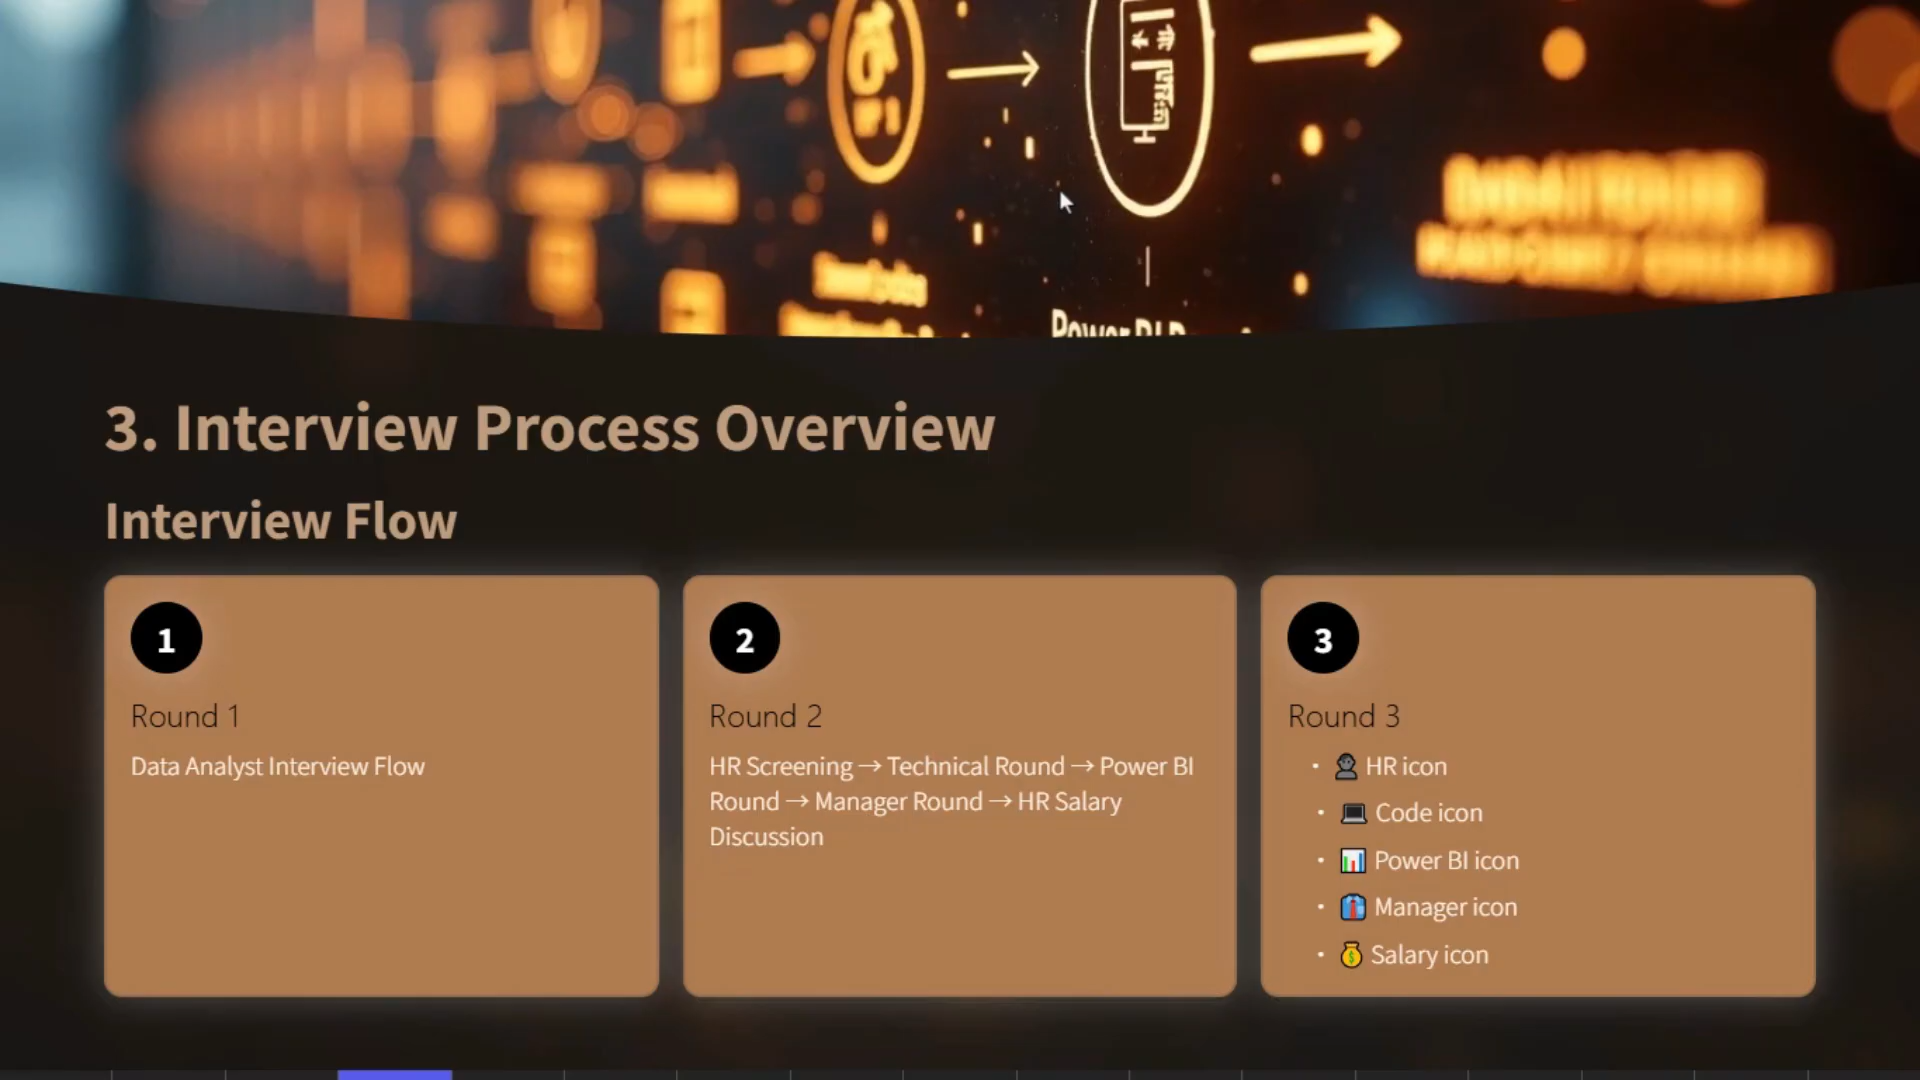 3. Interview Process Overview
Interview Flow
1
Round 1
Data Analyst Interview Flow
2
Round 2
HR Screening → Technical Round → Power BI
Round → Manager Round → HR Salary
Discussion
3
Round 3
• HR icon
• Code icon
• Power BI icon
• Manager icon
• Salary icon